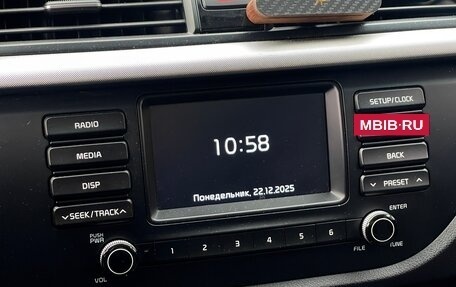 RADIO
MEDIA
DISP
SEEK/TRACK
PUSH
PWR
VOL
10:58
Понедельник, 22.12.2025
1 2 3 4 5 6
SETUP/CLOCK
MBIB·RU
BACK
PRESET
ENTER
FILE
TUNE